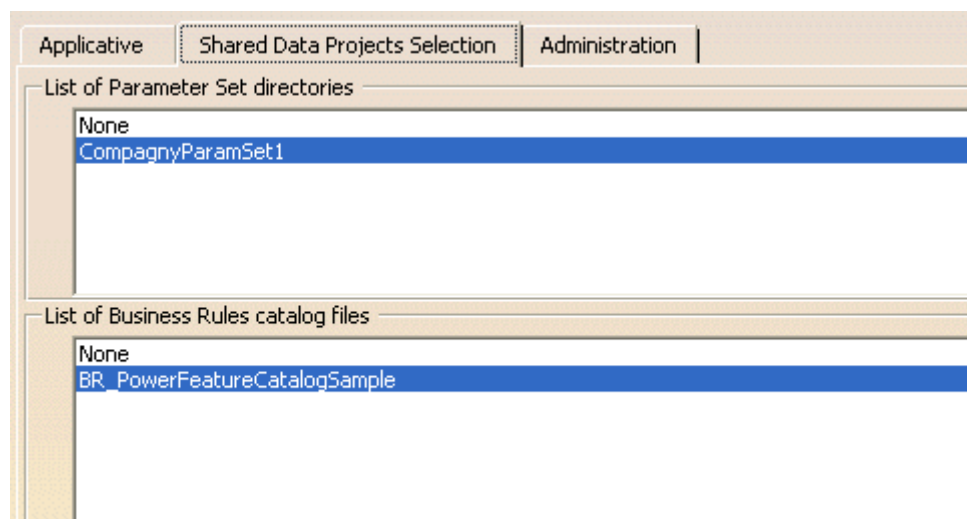 Applicative Shared Data Projects Selection Administration
List of Parameter Set directories
None
CompagnyParamSet1
List of Business Rules catalog files
None
BR_PowerFeatureCatalogSample